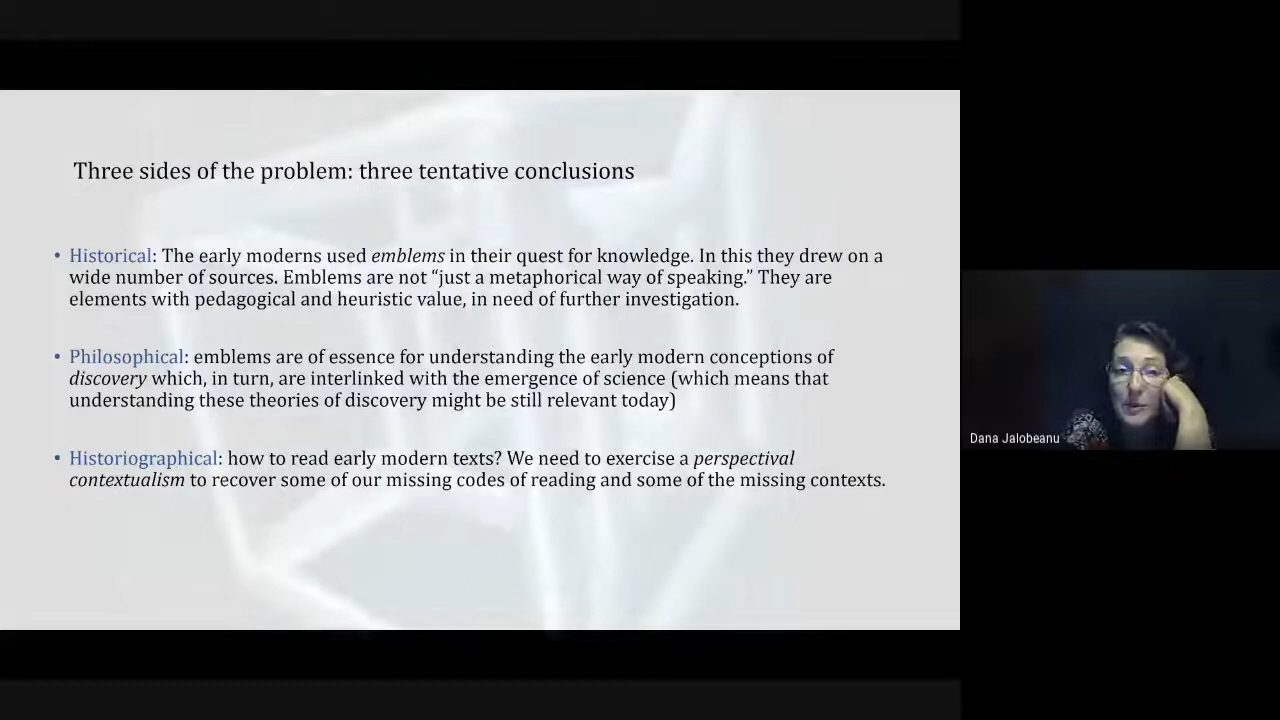 Three sides of the problem: three tentative conclusions
• Historical: The early moderns used emblems in their quest for knowledge. In this they drew on a
wide number of sources. Emblems are not “just a metaphorical way of speaking.” They are
elements with pedagogical and heuristic value, in need of further investigation.
• Philosophical: emblems are of essence for understanding the early modern conceptions of
discovery which, in turn, are interlinked with the emergence of science (which means that
understanding these theories of discovery might be still relevant today)
• Historiographical: how to read early modern texts? We need to exercise a perspectival
contextualism to recover some of our missing codes of reading and some of the missing contexts.
Dana Jalobeanu